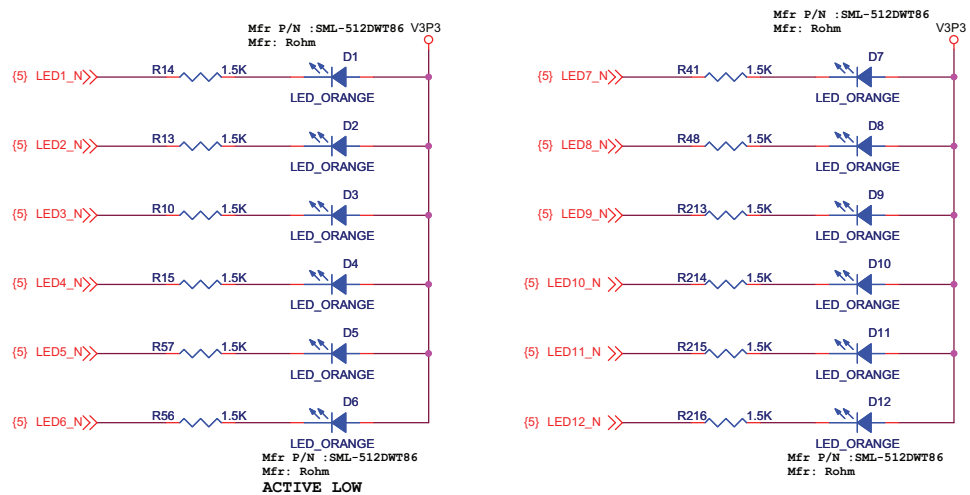 Mfr P/N :SML-512DWT86
Mfr: Rohm
V3P3
{5} LED1_N
R14
1.5K
D1
LED_ORANGE
{5} LED2_N
R13
1.5K
D2
LED_ORANGE
{5} LED3_N
R10
1.5K
D3
LED_ORANGE
{5} LED4_N
R15
1.5K
D4
LED_ORANGE
{5} LED5_N
R57
1.5K
D5
LED_ORANGE
{5} LED6_N
R56
1.5K
D6
LED_ORANGE
Mfr P/N :SML-512DWT86
Mfr: Rohm
ACTIVE LOW
Mfr P/N :SML-512DWT86
Mfr: Rohm
V3P3
{5} LED7_N
R41
1.5K
D7
LED_ORANGE
{5} LED8_N
R48
1.5K
D8
LED_ORANGE
{5} LED9_N
R213
1.5K
D9
LED_ORANGE
{5} LED10_N
R214
1.5K
D10
LED_ORANGE
{5} LED11_N
R215
1.5K
D11
LED_ORANGE
{5} LED12_N
R216
1.5K
D12
LED_ORANGE
Mfr P/N :SML-512DWT86
Mfr: Rohm